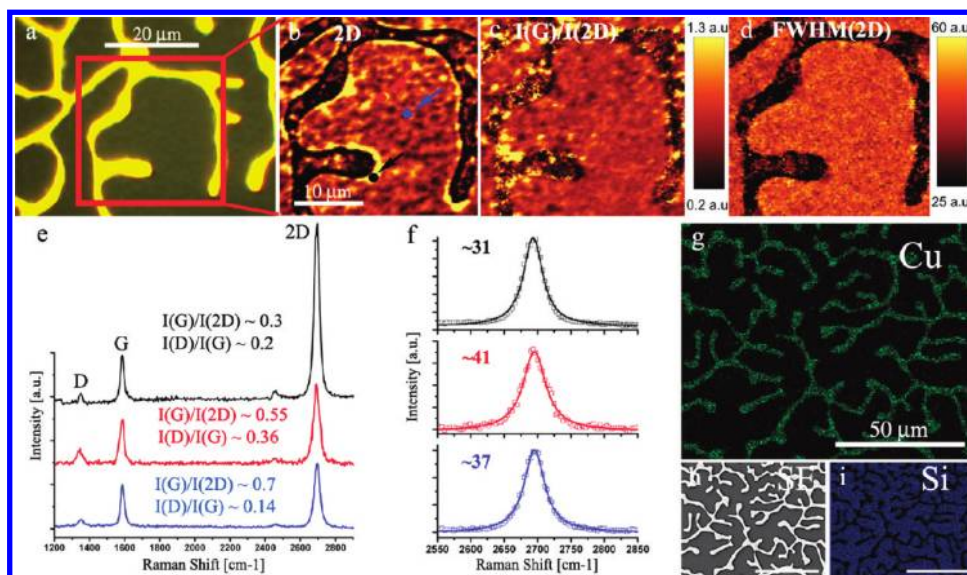 a
20 μm
b
2D
10 μm
c
I(G)/I(2D)
1.3 a.u
0.2 a.u
d
FWHM(2D)
60 a.u
25 a.u
e
2D
I(G)/I(2D) ~ 0.3
I(D)/I(G) ~ 0.2
D
G
I(G)/I(2D) ~ 0.55
I(D)/I(G) ~ 0.36
I(G)/I(2D) ~ 0.7
I(D)/I(G) ~ 0.14
Intensity [a.u.]
1200 1400 1600 1800 2000 2200 2400 2600 2800
Raman Shift [cm-1]
f
~31
~41
~37
Intensity [a.u.]
2550 2600 2650 2700 2750 2800 2850
Raman Shift [cm-1]
g
Cu
50 μm
h
SE
i
Si